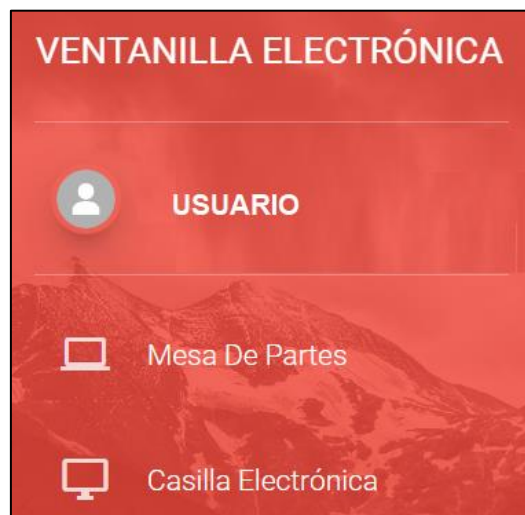 VENTANILLA ELECTRÓNICA
USUARIO
Mesa De Partes
Casilla Electrónica